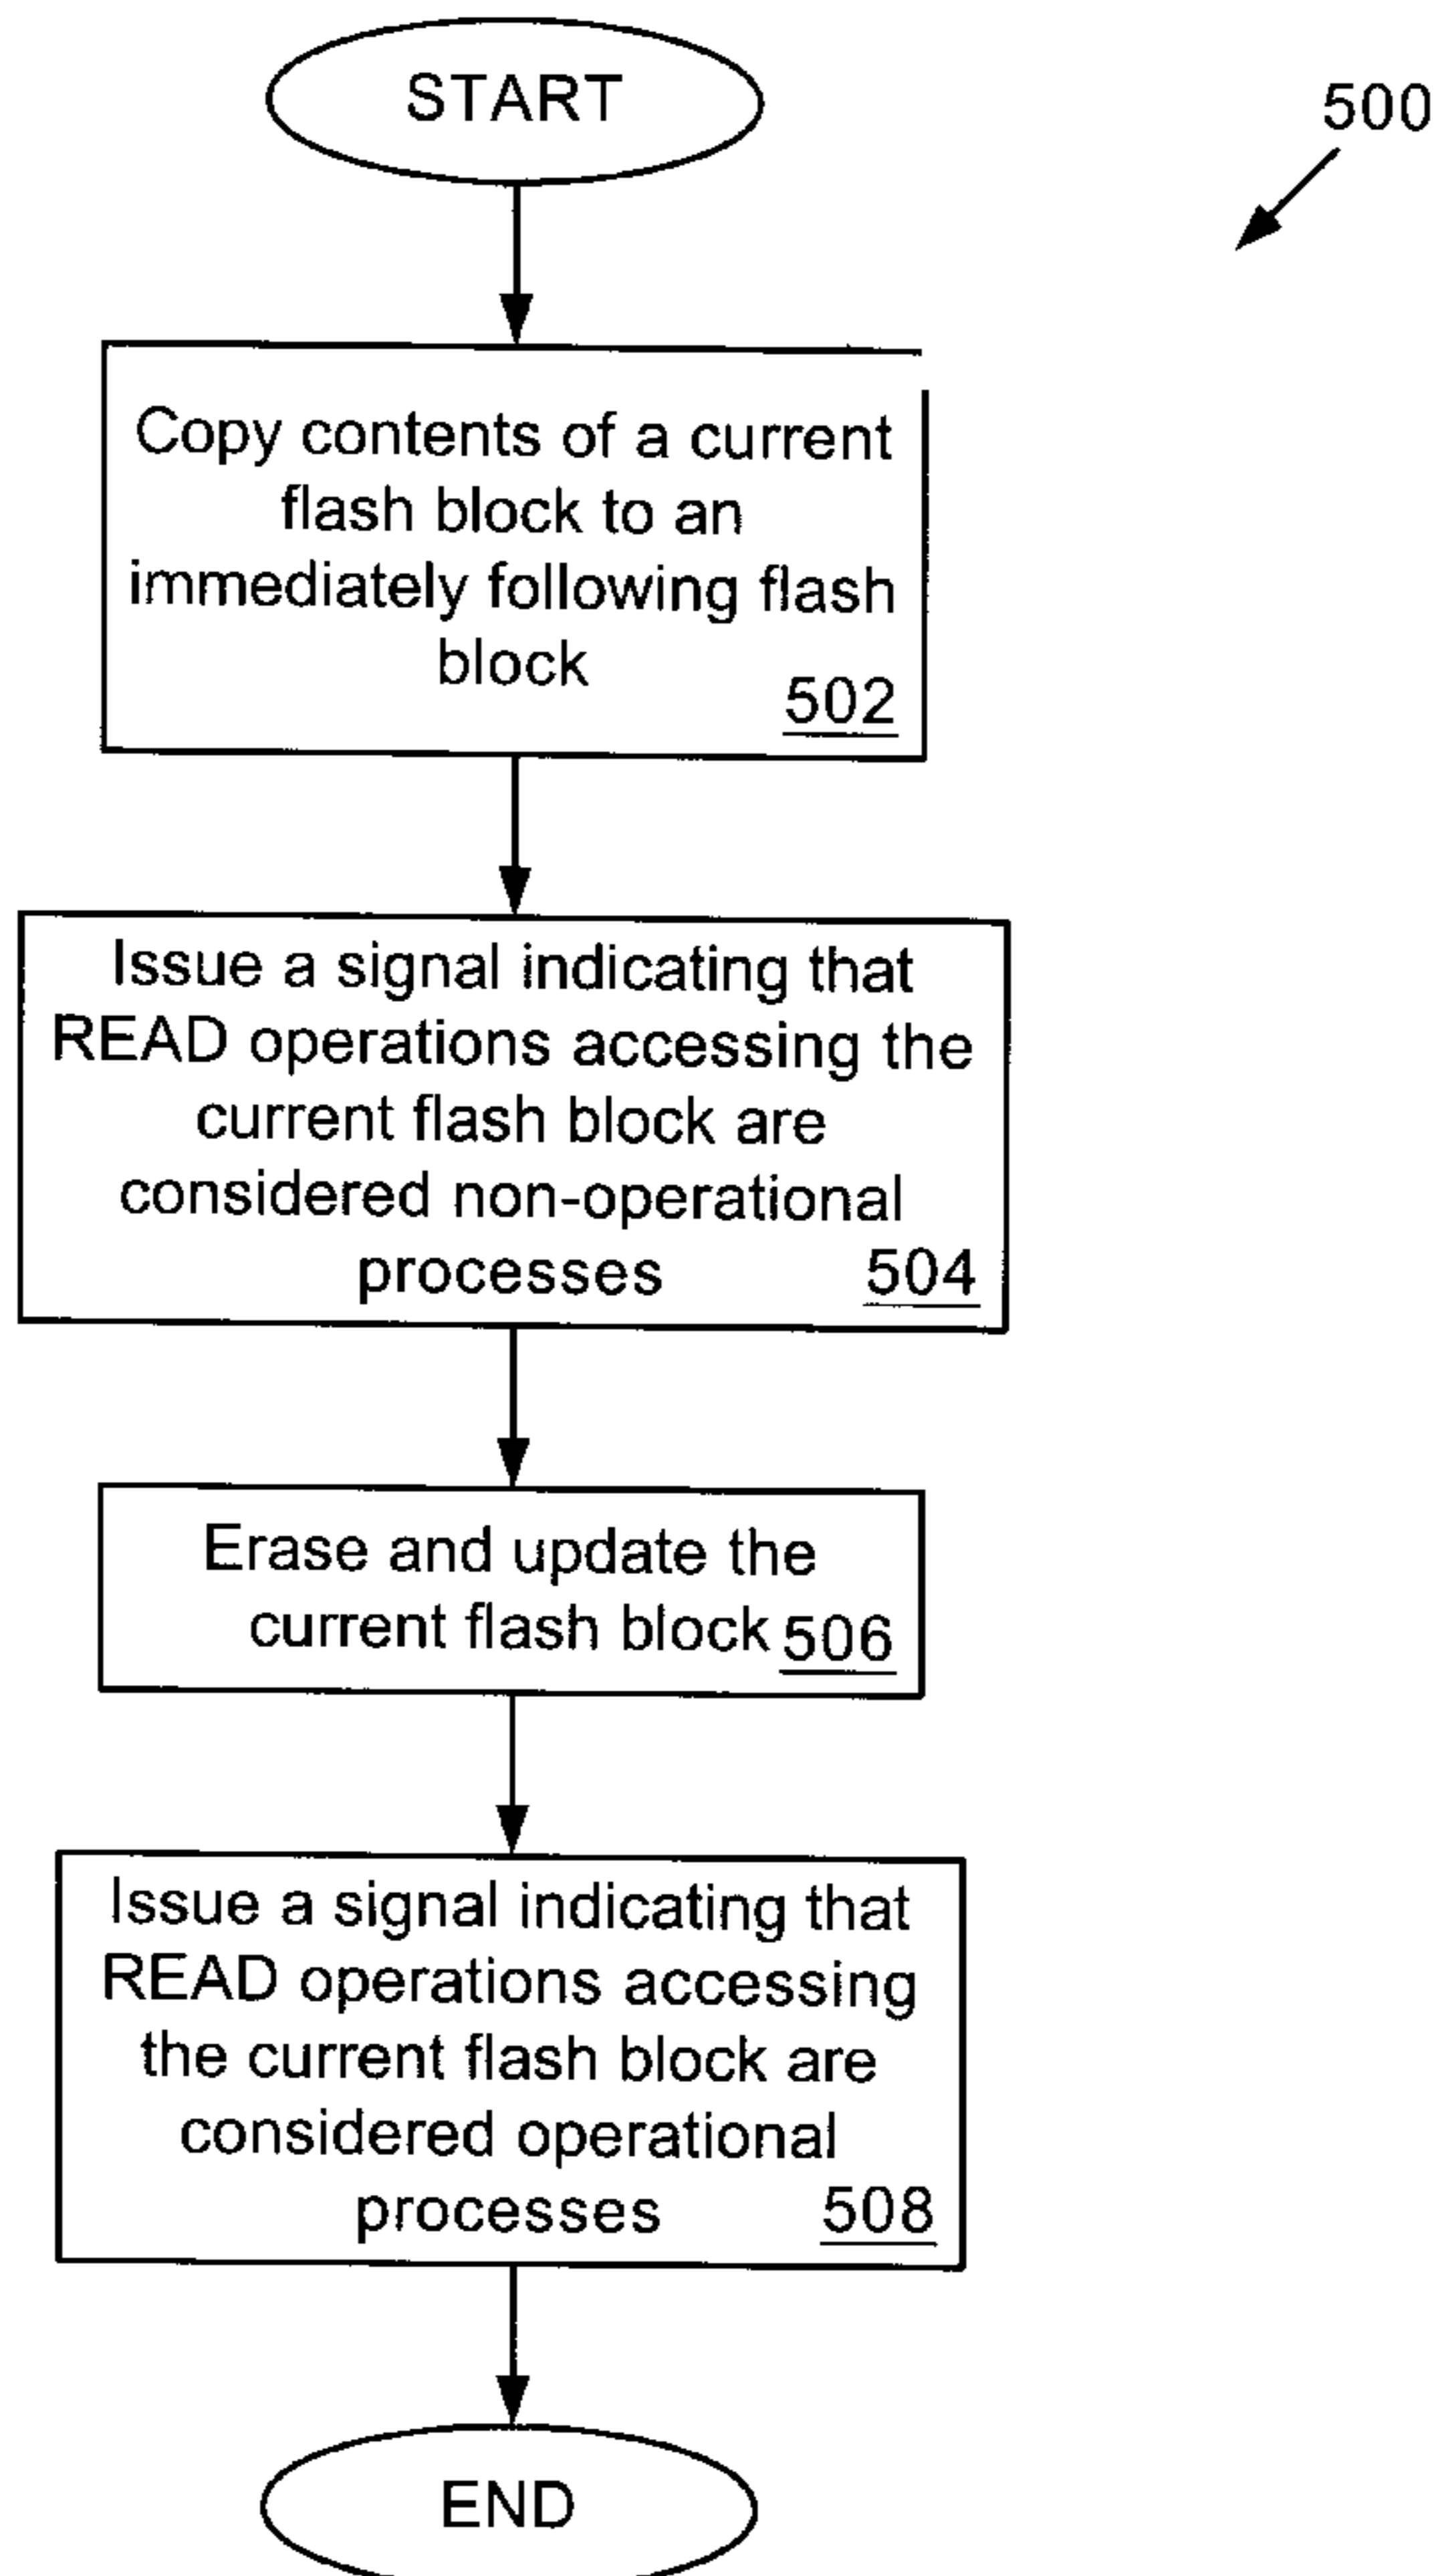 START
500
Copy contents of a current
flash block to an
immediately following flash
block
502
Issue a signal indicating that
READ operations accessing the
current flash block are
considered non-operational
processes 504
Erase and update the
current flash block 506
Issue a signal indicating that
READ operations accessing
the current flash block are
considered operational
processes 508
END